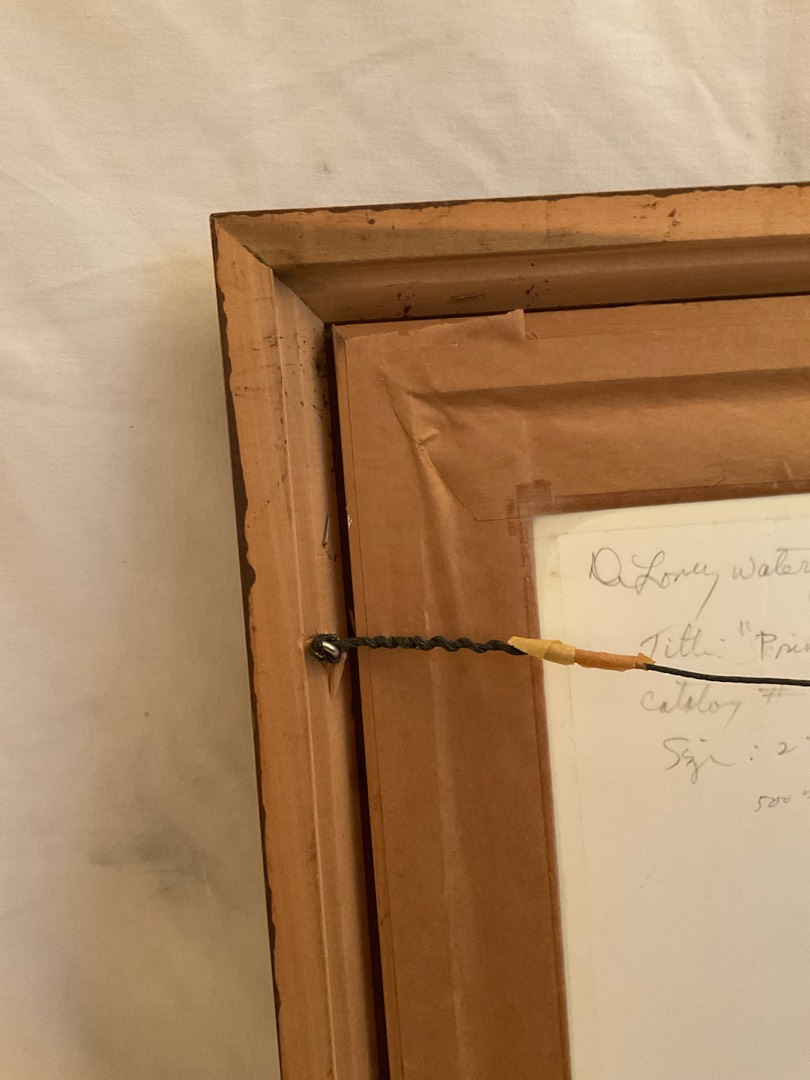 DeLoney Water
Title: "Prin
catalog #
Size: 2
500